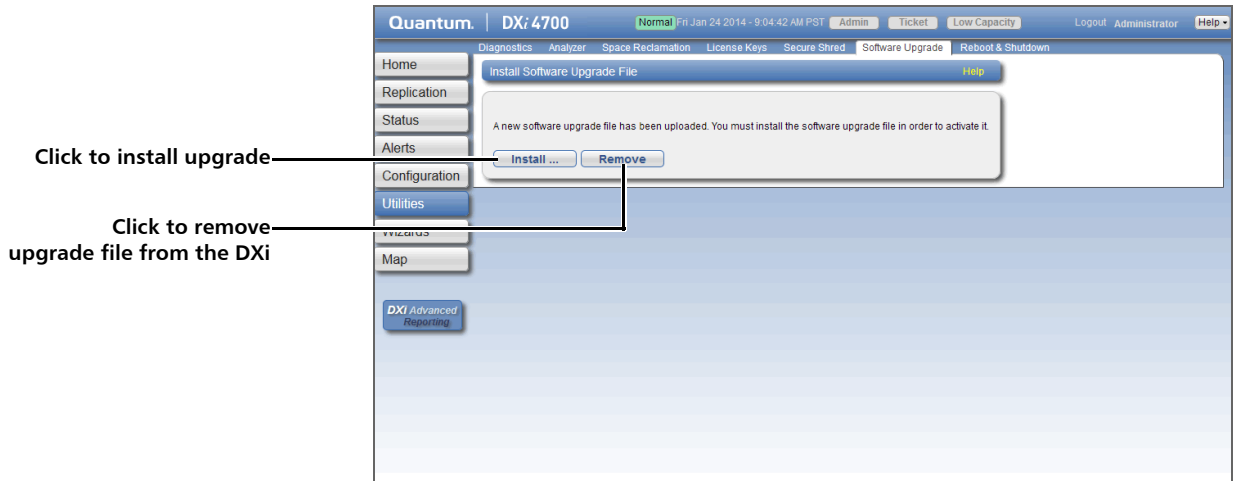 Quantum. DXi 4700 Normal Fri Jan 24 2014 - 9:04:42 AM PST Admin Ticket Low Capacity Logout Administrator Help
Diagnostics Analyzer Space Reclamation License Keys Secure Shred Software Upgrade Reboot & Shutdown
Home
Replication
Status
Alerts
Configuration
Utilities
Wizards
Map
DXi Advanced
Reporting
Install Software Upgrade File Help
A new software upgrade file has been uploaded. You must install the software upgrade file in order to activate it.
Install ... Remove
Click to install upgrade
Click to remove
upgrade file from the DXi